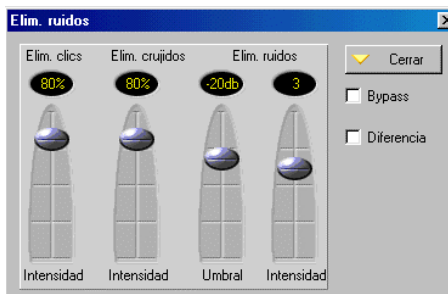 Elim. ruidos
Elim. clics Elim. crujidos Elim. ruidos
80% 80% -20db 3
Cerrar
Bypass
Diferencia
Intensidad Intensidad Umbral Intensidad